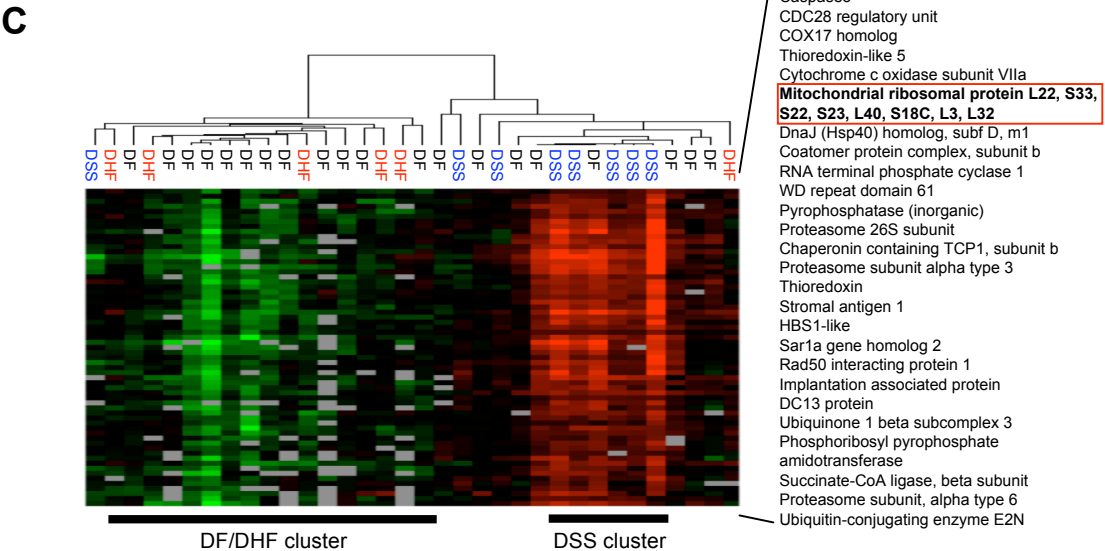 C
CDC28 regulatory unit
COX17 homolog
Thioredoxin-like 5
Cytochrome c oxidase subunit VIIa
Mitochondrial ribosomal protein L22, S33,
S22, S23, L40, S18C, L3, L32
DnaJ (Hsp40) homolog, subf D, m1
Coatomer protein complex, subunit b
RNA terminal phosphate cyclase 1
WD repeat domain 61
Pyrophosphatase (inorganic)
Proteasome 26S subunit
Chaperonin containing TCP1, subunit b
Proteasome subunit alpha type 3
Thioredoxin
Stromal antigen 1
HBS1-like
Sar1a gene homolog 2
Rad50 interacting protein 1
Implantation associated protein
DC13 protein
Ubiquinone 1 beta subcomplex 3
Phosphoribosyl pyrophosphate
amidotransferase
Succinate-CoA ligase, beta subunit
Proteasome subunit, alpha type 6
Ubiquitin-conjugating enzyme E2N
DSS
DHF
DF
DHF
DF
DF
DF
DF
DF
DF
DF
DHF
DF
DF
DF
DHF
DHF
DF
DF
DSS
DF
DSS
DF
DF
DSS
DSS
DF
DSS
DSS
DSS
DF
DF
DF
DHF
DF/DHF cluster
DSS cluster